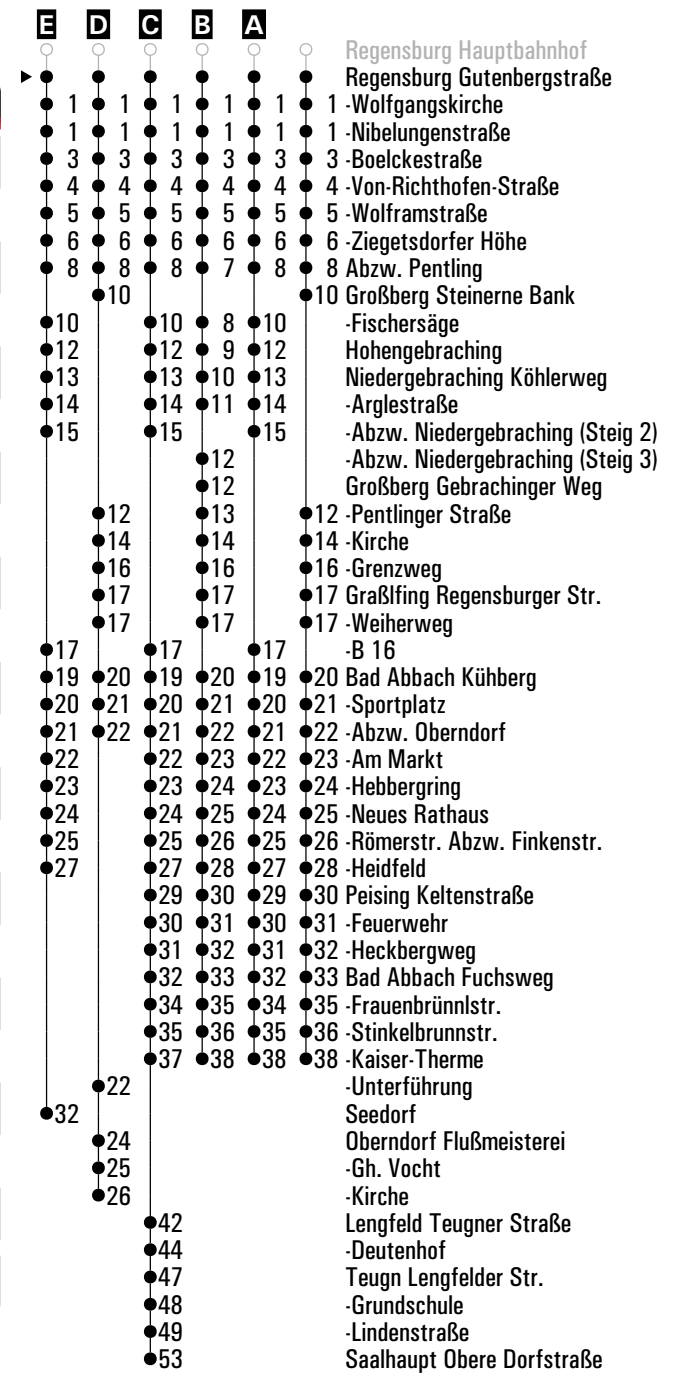 E D C B A
Regensburg Hauptbahnhof
Regensburg Gutenbergstraße
1 1 1 1 1 1 -Wolfgangskirche
1 1 1 1 1 1 -Nibelungenstraße
3 3 3 3 3 3 -Boelckestraße
4 4 4 4 4 4 -Von-Richthofen-Straße
5 5 5 5 5 5 -Wolframstraße
6 6 6 6 6 6 -Ziegetsdorfer Höhe
8 8 8 7 8 8 Abzw. Pentling
10 10 Großberg Steinerne Bank
10 10 8 10 -Fischersäge
12 12 9 12 Hohengebraching
13 13 10 13 Niedergebraching Köhlerweg
14 14 11 14 -Arglestraße
15 15 15 -Abzw. Niedergebraching (Steig 2)
12 -Abzw. Niedergebraching (Steig 3)
12 Großberg Gebrachinger Weg
12 13 12 -Pentlinger Straße
14 14 14 -Kirche
16 16 16 -Grenzweg
17 17 17 Graßlfing Regensburger Str.
17 17 17 -Weiherweg
17 17 17 -B 16
19 20 19 20 19 20 Bad Abbach Kühberg
20 21 20 21 20 21 -Sportplatz
21 22 21 22 21 22 -Abzw. Oberndorf
22 22 23 22 23 -Am Markt
23 23 24 23 24 -Hebbergring
24 24 25 24 25 -Neues Rathaus
25 25 26 25 26 -Römerstr. Abzw. Finkenstr.
27 27 28 27 28 -Heidfeld
29 30 29 30 Peising Keltenstraße
30 31 30 31 -Feuerwehr
31 32 31 32 -Heckbergweg
32 33 32 33 Bad Abbach Fuchsweg
34 35 34 35 -Frauenbrünnlstr.
35 36 35 36 -Stinkelbrunnstr.
37 38 38 38 -Kaiser-Therme
22 -Unterführung
32 Seedorf
24 Oberndorf Flußmeisterei
25 -Gh. Vocht
26 -Kirche
42 Lengfeld Teugner Straße
44 -Deutenhof
47 Teugn Lengfelder Str.
48 -Grundschule
49 -Lindenstraße
53 Saalhaupt Obere Dorfstraße